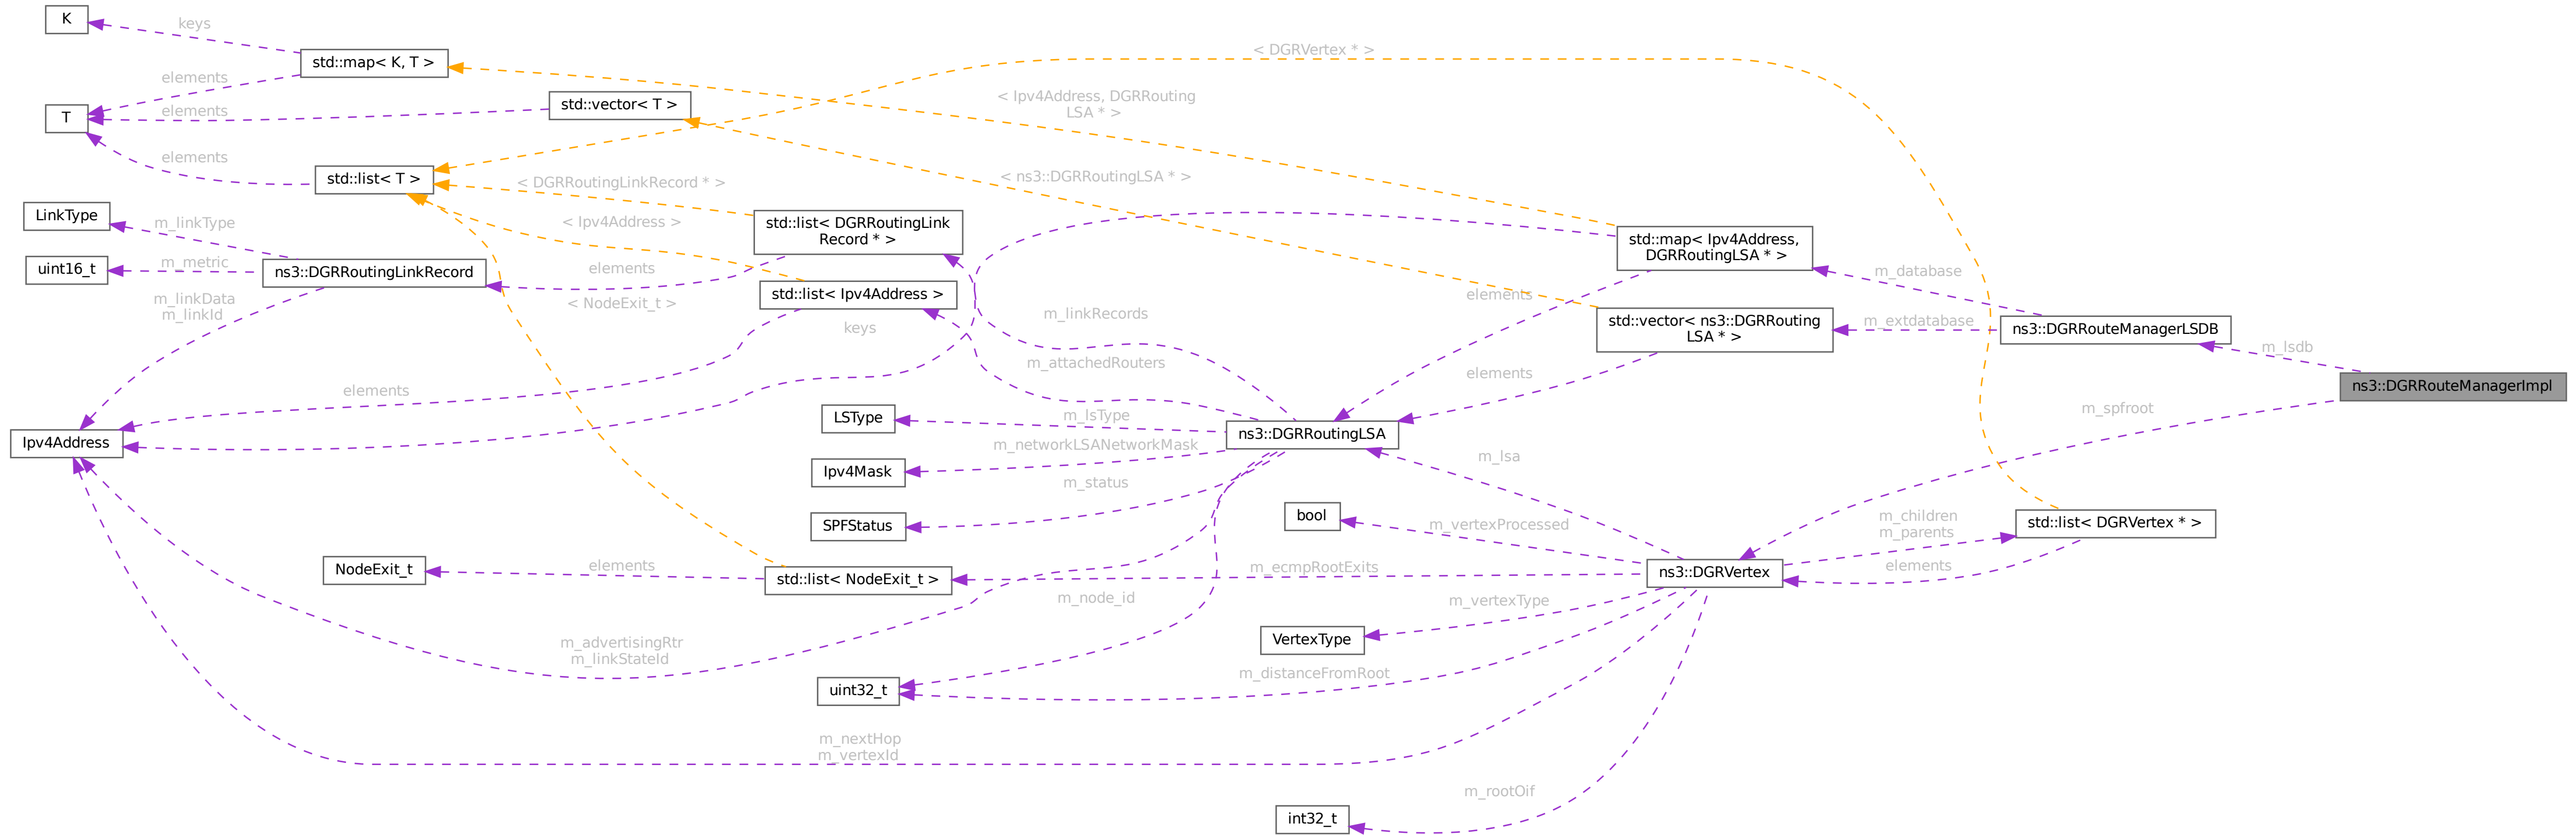 K
keys
std::map< K, T >
elements
T
elements
std::vector< T >
elements
std::list< T >
< DGRVertex * >
< Ipv4Address, DGRRouting
LSA * >
< DGRRoutingLinkRecord * >
< ns3::DGRRoutingLSA * >
LinkType
m_linkType
< Ipv4Address >
std::list< DGRRoutingLink
Record * >
std::map< Ipv4Address,
DGRRoutingLSA * >
uint16_t
m_metric
ns3::DGRRoutingLinkRecord
elements
m_database
m_linkData
m_linkId
< NodeExit_t >
std::list< Ipv4Address >
elements
keys
m_linkRecords
std::vector< ns3::DGRRouting
LSA * >
m_extdatabase
ns3::DGRRouteManagerLSDB
m_lsdb
m_attachedRouters
elements
ns3::DGRRouteManagerImpl
elements
LSType
m_lsType
m_spfroot
Ipv4Address
ns3::DGRRoutingLSA
m_networkLSANetworkMask
m_lsa
Ipv4Mask
m_status
SPFStatus
bool
m_vertexProcessed
m_children
m_parents
std::list< DGRVertex * >
NodeExit_t
elements
std::list< NodeExit_t >
m_ecmpRootExits
ns3::DGRVertex
elements
m_node_id
m_vertexType
m_advertisingRtr
m_linkStateId
VertexType
uint32_t
m_distanceFromRoot
m_nextHop
m_vertexId
m_rootOif
int32_t